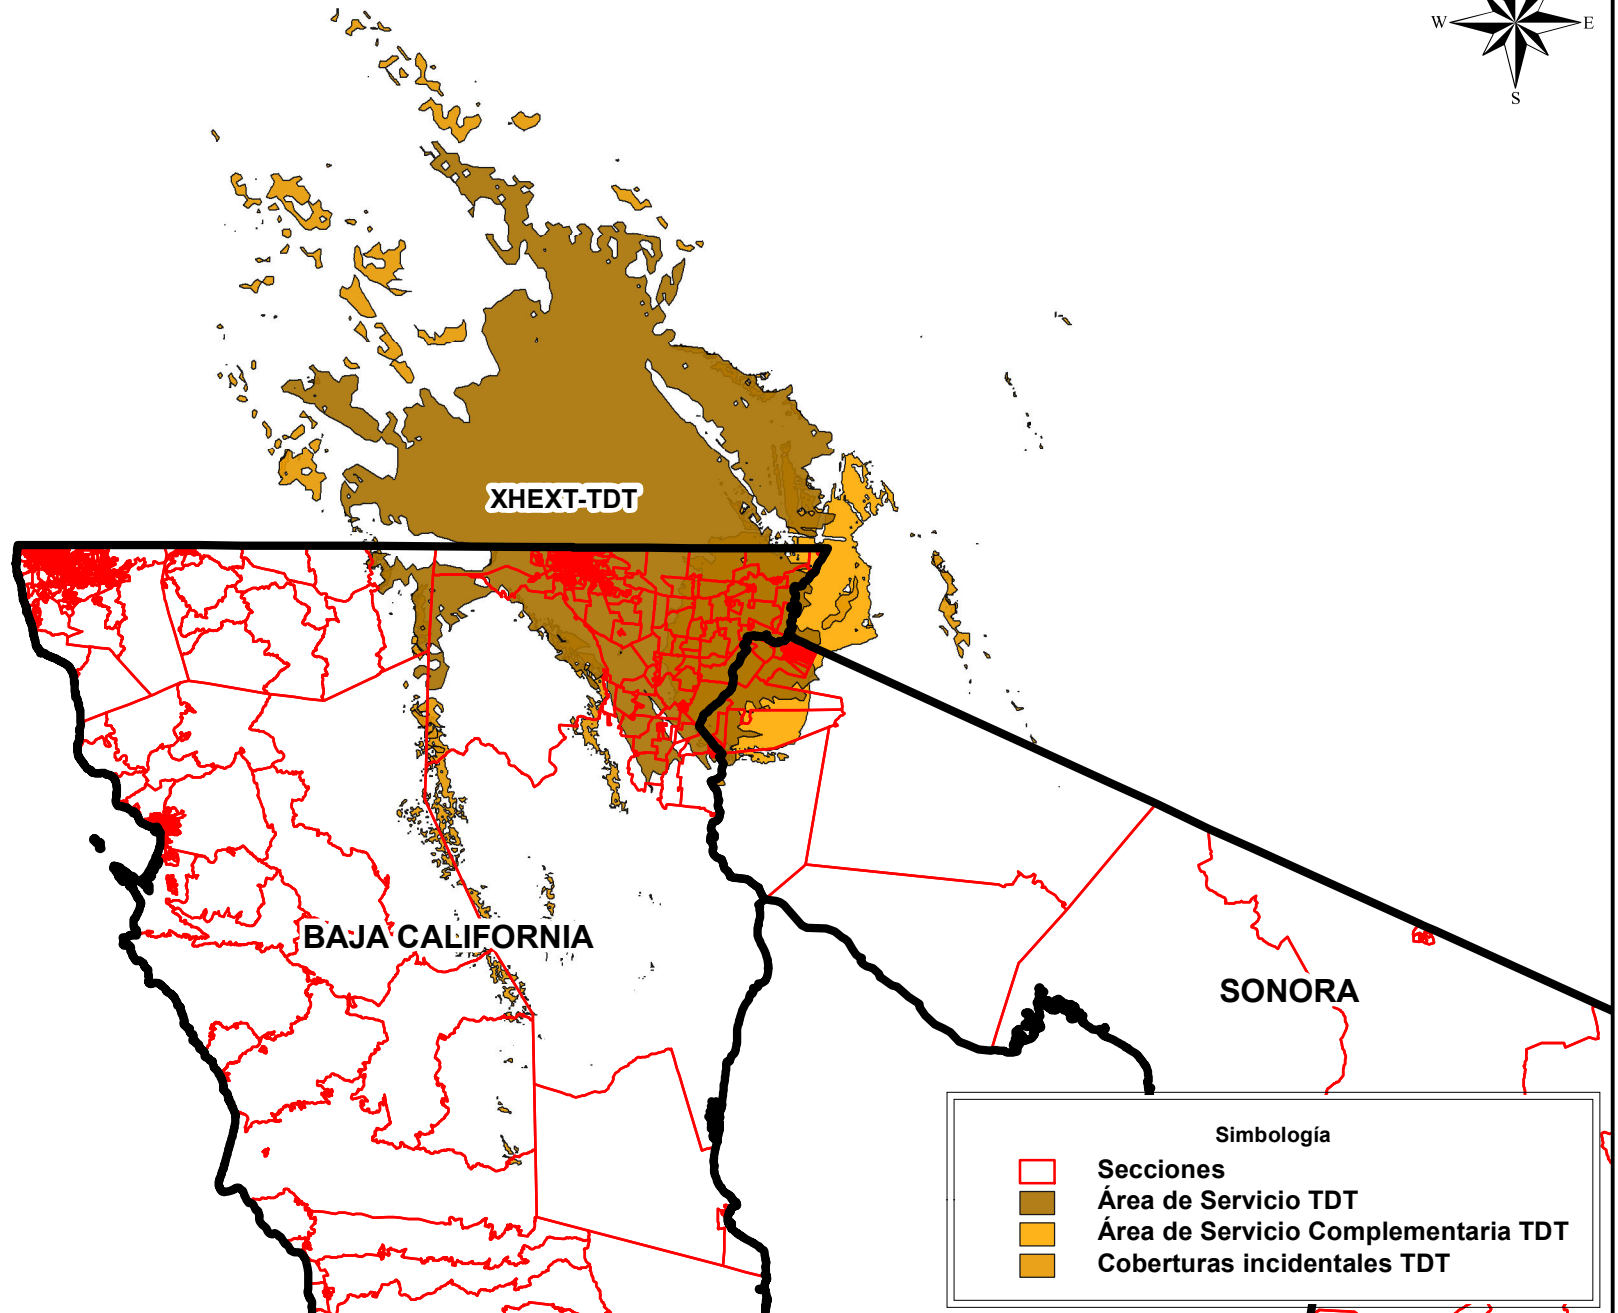 W
E
S
XHEXT-TDT
BAJA CALIFORNIA
SONORA
Simbología
Secciones
Área de Servicio TDT
Área de Servicio Complementaria TDT
Coberturas incidentales TDT